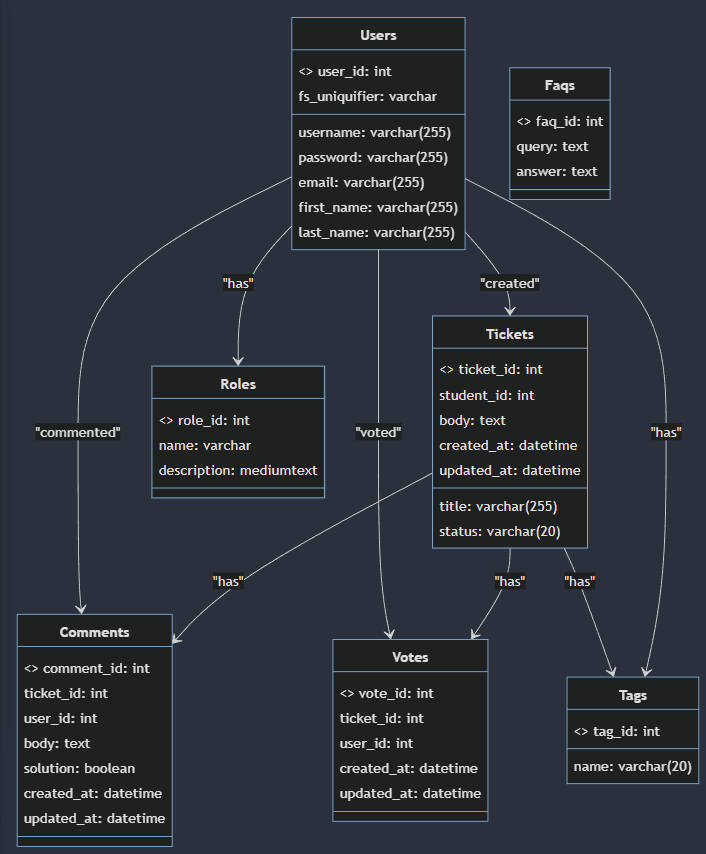 Users
<> user_id: int
fs_uniquifier: varchar
username: varchar(255)
password: varchar(255)
email: varchar(255)
first_name: varchar(255)
last_name: varchar(255)
Faqs
<> faq_id: int
query: text
answer: text
"has"
"created"
Tickets
<> ticket_id: int
student_id: int
body: text
created_at: datetime
updated_at: datetime
title: varchar(255)
status: varchar(20)
Roles
<> role_id: int
name: varchar
description: mediumtext
"commented"
"voted"
"has"
"has"
"has"
"has"
Comments
<> comment_id: int
ticket_id: int
user_id: int
body: text
solution: boolean
created_at: datetime
updated_at: datetime
Votes
<> vote_id: int
ticket_id: int
user_id: int
created_at: datetime
updated_at: datetime
Tags
<> tag_id: int
name: varchar(20)